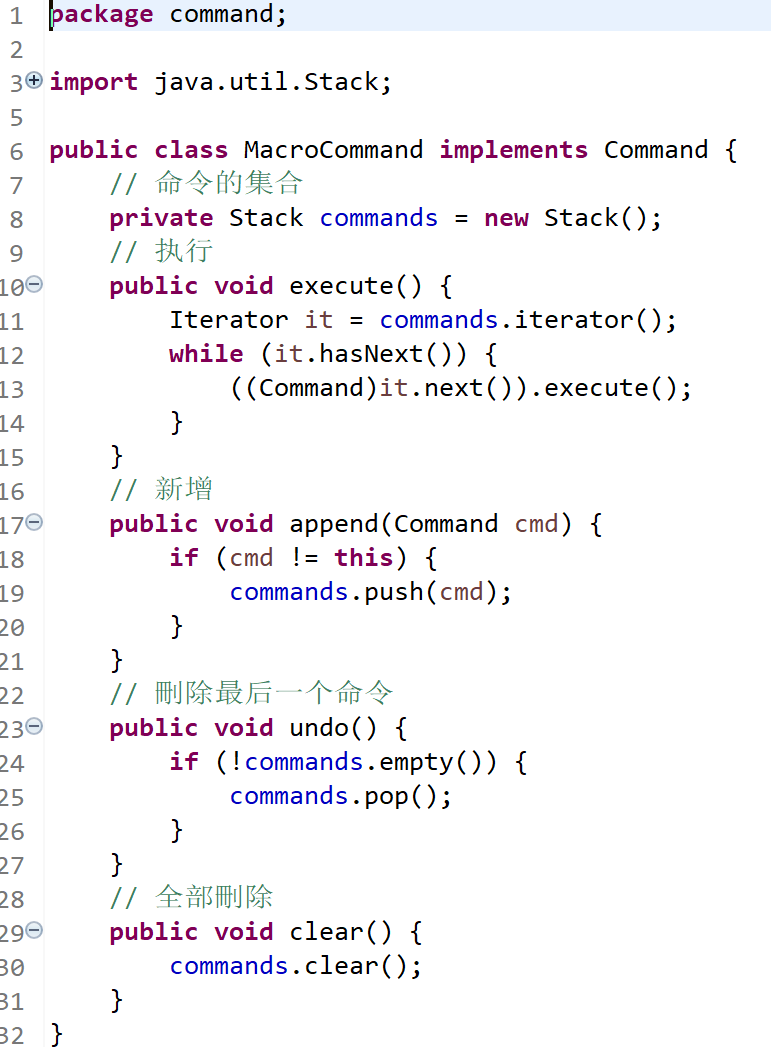 1 package command;
2
3 import java.util.Stack;
5
6 public class MacroCommand implements Command {
7 // 命令的集合
8 private Stack commands = new Stack();
9 // 执行
10 public void execute() {
11 Iterator it = commands.iterator();
12 while (it.hasNext()) {
13 ((Command)it.next()).execute();
14 }
15 }
16 // 新增
17 public void append(Command cmd) {
18 if (cmd != this) {
19 commands.push(cmd);
20 }
21 }
22 // 刪除最后一个命令
23 public void undo() {
24 if (!commands.empty()) {
25 commands.pop();
26 }
27 }
28 // 全部刪除
29 public void clear() {
30 commands.clear();
31 }
32 }